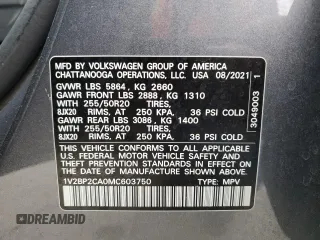 MFD BY VOLKSWAGEN GROUP OF AMERICA
CHATTANOOGA OPERATIONS, LLC. USA 08/2021
GVWR LBS 5864, KG 2660
GAWR FRONT LBS 2888, KG 1310
WITH 255/50R20 TIRES,
8JX20 RIMS, AT 250 KPA. 36 PSI COLD
GAWR REAR LBS 3086, KG 1400
WITH 255/50R20 TIRES,
8JX20 RIMS, AT 250 KPA. 36 PSI COLD
THIS VEHICLE CONFORMS TO ALL APPLICABLE
FEDERAL MOTOR VEHICLE SAFETY, BUMPER, AND
THEFT PREVENTION STANDARDS IN EFFECT ON THE
DATE OF MANUFACTURE SHOWN ABOVE.
1V2BP2CA0MC603750 TYPE: MPV
3049003 1